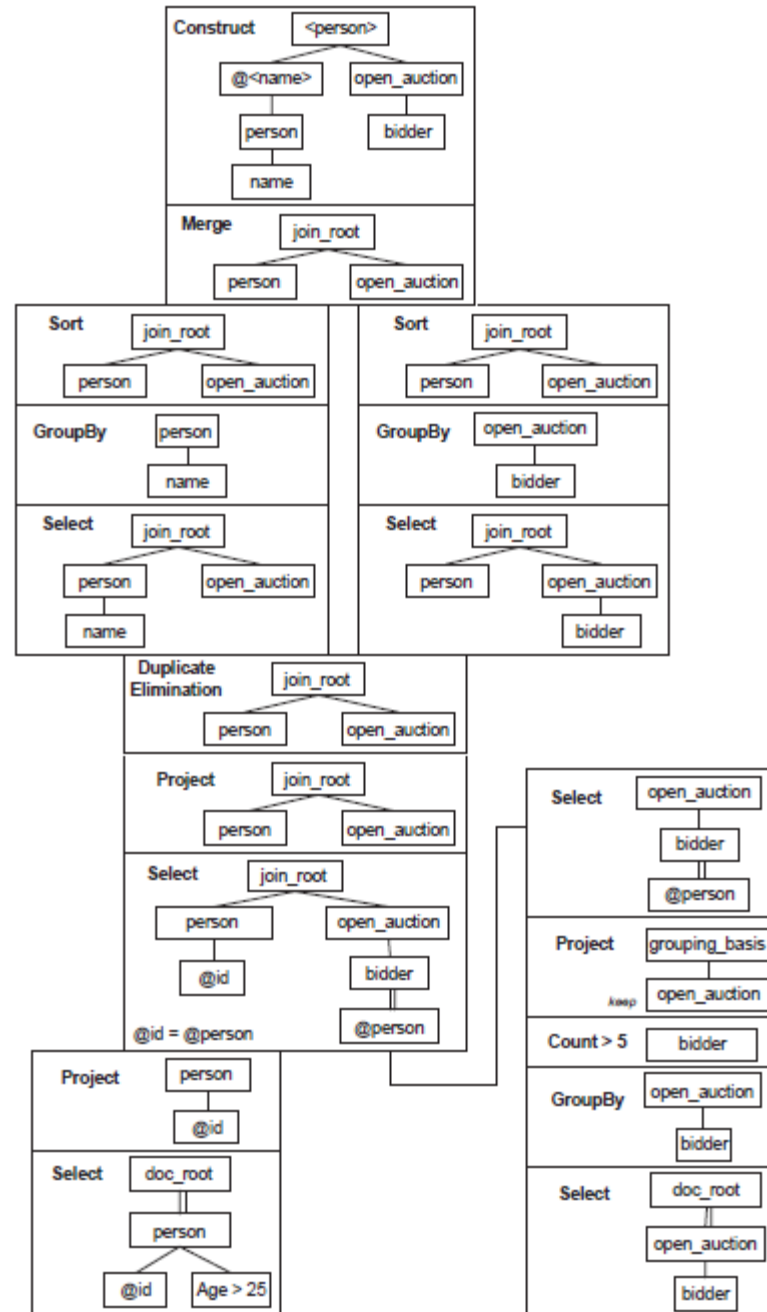 Construct <person>
@<name> open_auction
person bidder
name
Merge join_root
person open_auction
Sort join_root
person open_auction
GroupBy person
name
Select join_root
person open_auction
name
Sort join_root
person open_auction
GroupBy open_auction
bidder
Select join_root
person open_auction
bidder
Duplicate
Elimination join_root
person open_auction
Project join_root
person open_auction
Select join_root
person open_auction
@id bidder
@id = @person @person
Project person
@id
Select doc_root
person
@id Age > 25
Select open_auction
bidder
@person
Project grouping_basis
keep open_auction
Count > 5 bidder
GroupBy open_auction
bidder
Select doc_root
open_auction
bidder